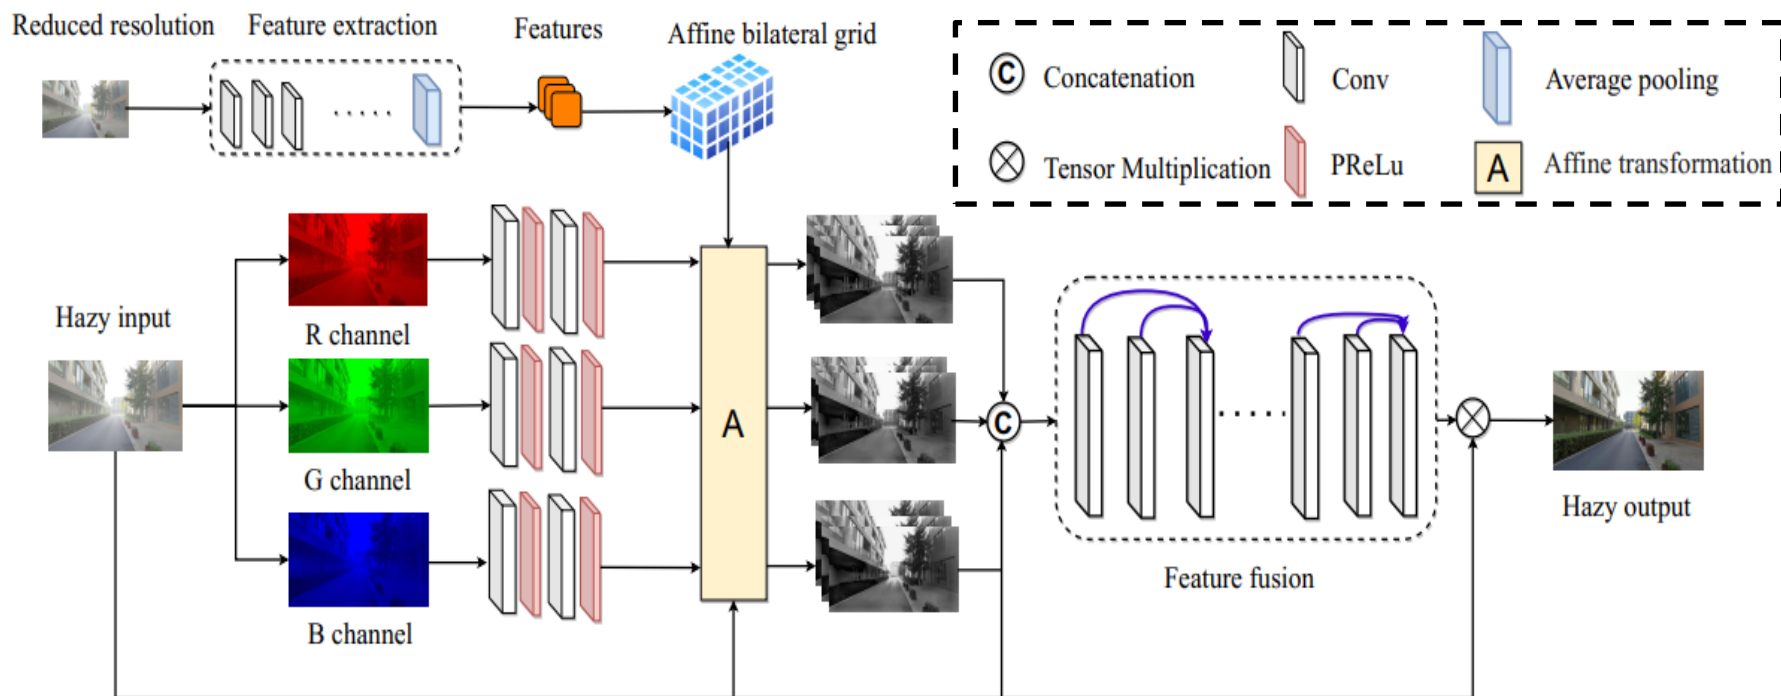 Reduced resolution
Feature extraction
Features
Affine bilateral grid
C
Concatenation
Conv
Average pooling
Tensor Multiplication
PReLu
A
Affine transformation
Hazy input
R channel
G channel
B channel
A
C
Feature fusion
Hazy output